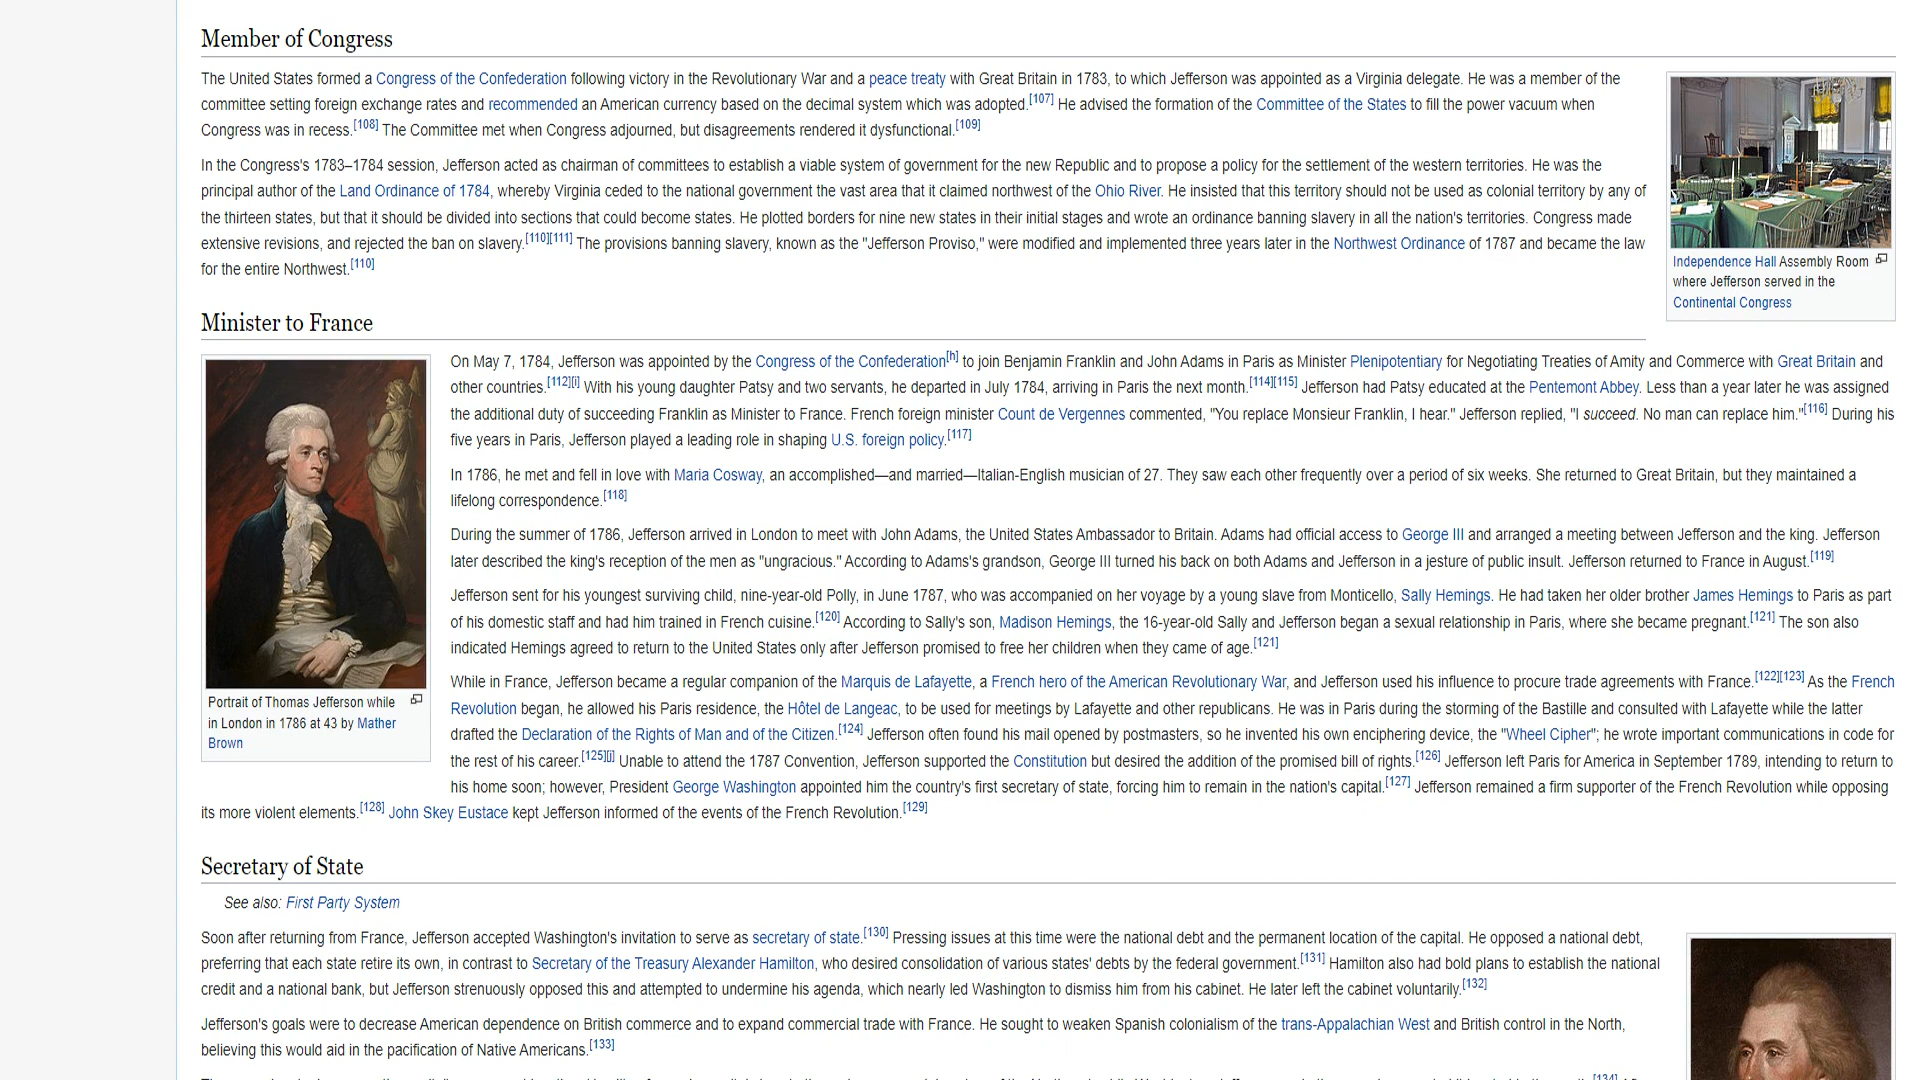 Member of Congress
The United States formed a Congress of the Confederation following victory in the Revolutionary War and a peace treaty with Great Britain in 1783, to which Jefferson was appointed as a Virginia delegate. He was a member of the
committee setting foreign exchange rates and recommended an American currency based on the decimal system which was adopted.[107] He advised the formation of the Committee of the States to fill the power vacuum when
Congress was in recess.[108] The Committee met when Congress adjourned, but disagreements rendered it dysfunctional.[109]
In the Congress's 1783–1784 session, Jefferson acted as chairman of committees to establish a viable system of government for the new Republic and to propose a policy for the settlement of the western territories. He was the
principal author of the Land Ordinance of 1784, whereby Virginia ceded to the national government the vast area that it claimed northwest of the Ohio River. He insisted that this territory should not be used as colonial territory by any of
the thirteen states, but that it should be divided into sections that could become states. He plotted borders for nine new states in their initial stages and wrote an ordinance banning slavery in all the nation's territories. Congress made
extensive revisions, and rejected the ban on slavery.[110][111] The provisions banning slavery, known as the "Jefferson Proviso," were modified and implemented three years later in the Northwest Ordinance of 1787 and became the law
for the entire Northwest.[110]
Independence Hall Assembly Room
where Jefferson served in the
Continental Congress
Minister to France
On May 7, 1784, Jefferson was appointed by the Congress of the Confederation[h] to join Benjamin Franklin and John Adams in Paris as Minister Plenipotentiary for Negotiating Treaties of Amity and Commerce with Great Britain and
other countries.[112][i] With his young daughter Patsy and two servants, he departed in July 1784, arriving in Paris the next month.[114][115] Jefferson had Patsy educated at the Pentemont Abbey. Less than a year later he was assigned
the additional duty of succeeding Franklin as Minister to France. French foreign minister Count de Vergennes commented, "You replace Monsieur Franklin, I hear." Jefferson replied, "I succeed. No man can replace him."[116] During his
five years in Paris, Jefferson played a leading role in shaping U.S. foreign policy.[117]
In 1786, he met and fell in love with Maria Cosway, an accomplished—and married—Italian-English musician of 27. They saw each other frequently over a period of six weeks. She returned to Great Britain, but they maintained a
lifelong correspondence.[118]
During the summer of 1786, Jefferson arrived in London to meet with John Adams, the United States Ambassador to Britain. Adams had official access to George III and arranged a meeting between Jefferson and the king. Jefferson
later described the king's reception of the men as "ungracious." According to Adams's grandson, George III turned his back on both Adams and Jefferson in a jesture of public insult. Jefferson returned to France in August.[119]
Jefferson sent for his youngest surviving child, nine-year-old Polly, in June 1787, who was accompanied on her voyage by a young slave from Monticello, Sally Hemings. He had taken her older brother James Hemings to Paris as part
of his domestic staff and had him trained in French cuisine.[120] According to Sally's son, Madison Hemings, the 16-year-old Sally and Jefferson began a sexual relationship in Paris, where she became pregnant.[121] The son also
indicated Hemings agreed to return to the United States only after Jefferson promised to free her children when they came of age.[121]
While in France, Jefferson became a regular companion of the Marquis de Lafayette, a French hero of the American Revolutionary War, and Jefferson used his influence to procure trade agreements with France.[122][123] As the French
Revolution began, he allowed his Paris residence, the Hôtel de Langeac, to be used for meetings by Lafayette and other republicans. He was in Paris during the storming of the Bastille and consulted with Lafayette while the latter
drafted the Declaration of the Rights of Man and of the Citizen.[124] Jefferson often found his mail opened by postmasters, so he invented his own enciphering device, the "Wheel Cipher"; he wrote important communications in code for
the rest of his career.[125][j] Unable to attend the 1787 Convention, Jefferson supported the Constitution but desired the addition of the promised bill of rights.[126] Jefferson left Paris for America in September 1789, intending to return to
his home soon; however, President George Washington appointed him the country's first secretary of state, forcing him to remain in the nation's capital.[127] Jefferson remained a firm supporter of the French Revolution while opposing
its more violent elements.[128] John Skey Eustace kept Jefferson informed of the events of the French Revolution.[129]
Portrait of Thomas Jefferson while
in London in 1786 at 43 by Mather
Brown
Secretary of State
See also: First Party System
Soon after returning from France, Jefferson accepted Washington's invitation to serve as secretary of state.[130] Pressing issues at this time were the national debt and the permanent location of the capital. He opposed a national debt,
preferring that each state retire its own, in contrast to Secretary of the Treasury Alexander Hamilton, who desired consolidation of various states' debts by the federal government.[131] Hamilton also had bold plans to establish the national
credit and a national bank, but Jefferson strenuously opposed this and attempted to undermine his agenda, which nearly led Washington to dismiss him from his cabinet. He later left the cabinet voluntarily.[132]
Jefferson's goals were to decrease American dependence on British commerce and to expand commercial trade with France. He sought to weaken Spanish colonialism of the trans-Appalachian West and British control in the North,
believing this would aid in the pacification of Native Americans.[133]
[134]